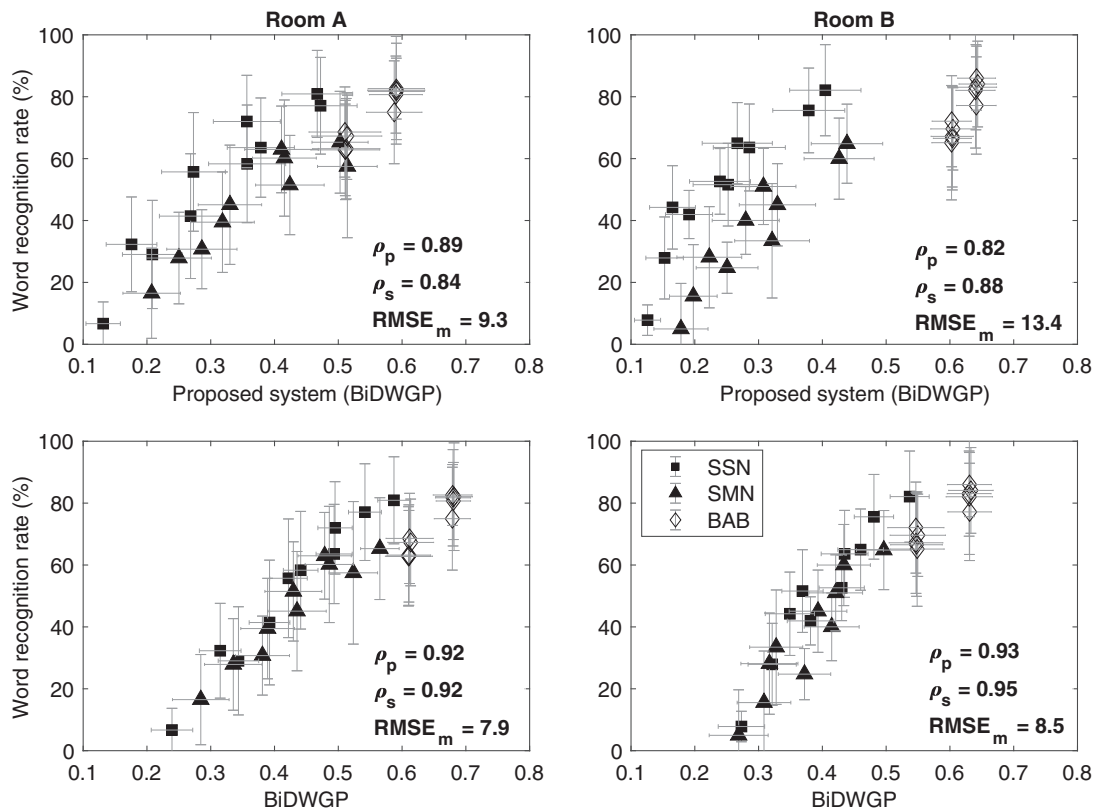 Room A
Room B
Word recognition rate (%)
100
80
60
40
20
0
ρp = 0.89
ρs = 0.84
RMSEm = 9.3
0.1 0.2 0.3 0.4 0.5 0.6 0.7 0.8
Proposed system (BiDWGP)
100
80
60
40
20
0
ρp = 0.82
ρs = 0.88
RMSEm = 13.4
0.1 0.2 0.3 0.4 0.5 0.6 0.7 0.8
Proposed system (BiDWGP)
Word recognition rate (%)
100
80
60
40
20
0
ρp = 0.92
ρs = 0.92
RMSEm = 7.9
0.1 0.2 0.3 0.4 0.5 0.6 0.7 0.8
BiDWGP
100
80
60
40
20
0
SSN
SMN
BAB
ρp = 0.93
ρs = 0.95
RMSEm = 8.5
0.1 0.2 0.3 0.4 0.5 0.6 0.7 0.8
BiDWGP